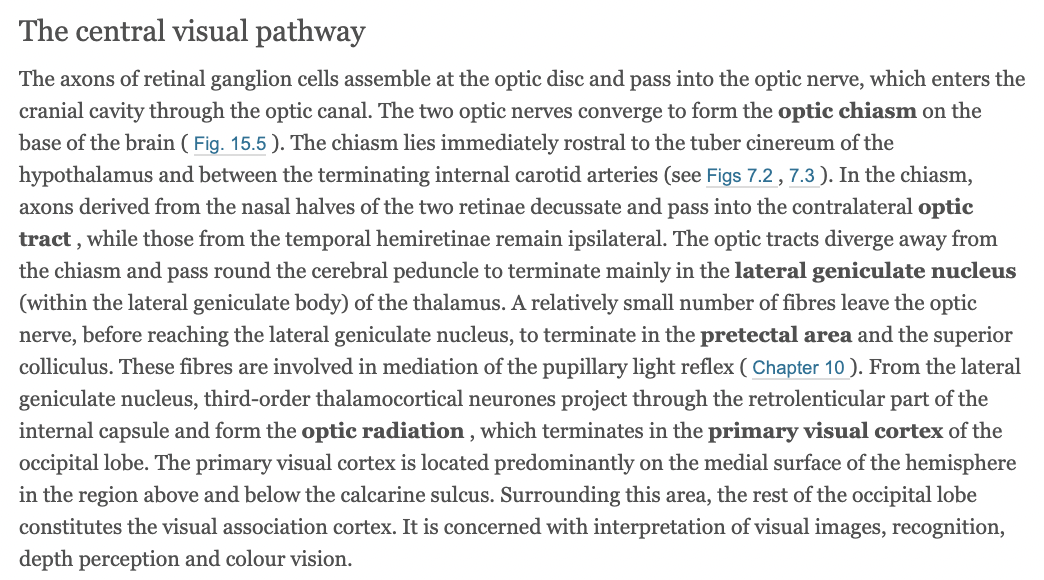 The central visual pathway
The axons of retinal ganglion cells assemble at the optic disc and pass into the optic nerve, which enters the
cranial cavity through the optic canal. The two optic nerves converge to form the optic chiasm on the
base of the brain ( Fig. 15.5 ). The chiasm lies immediately rostral to the tuber cinereum of the
hypothalamus and between the terminating internal carotid arteries (see Figs 7.2 , 7.3 ). In the chiasm,
axons derived from the nasal halves of the two retinae decussate and pass into the contralateral optic
tract , while those from the temporal hemiretinae remain ipsilateral. The optic tracts diverge away from
the chiasm and pass round the cerebral peduncle to terminate mainly in the lateral geniculate nucleus
(within the lateral geniculate body) of the thalamus. A relatively small number of fibres leave the optic
nerve, before reaching the lateral geniculate nucleus, to terminate in the pretectal area and the superior
colliculus. These fibres are involved in mediation of the pupillary light reflex ( Chapter 10 ). From the lateral
geniculate nucleus, third-order thalamocortical neurones project through the retrolenticular part of the
internal capsule and form the optic radiation , which terminates in the primary visual cortex of the
occipital lobe. The primary visual cortex is located predominantly on the medial surface of the hemisphere
in the region above and below the calcarine sulcus. Surrounding this area, the rest of the occipital lobe
constitutes the visual association cortex. It is concerned with interpretation of visual images, recognition,
depth perception and colour vision.